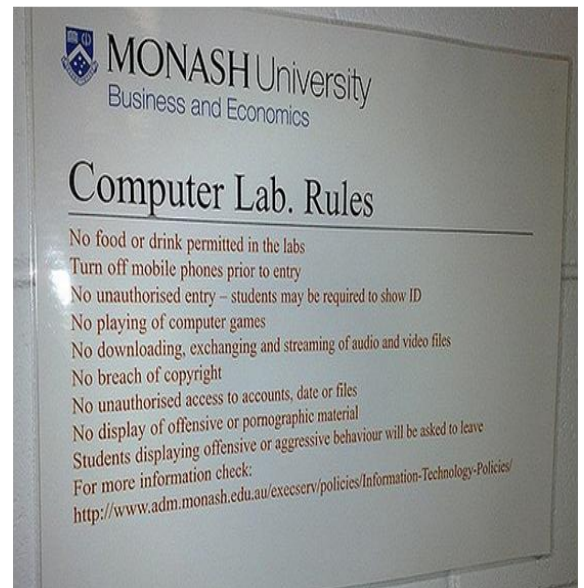 MONASH University
Business and Economics
Computer Lab. Rules
No food or drink permitted in the labs
Turn off mobile phones prior to entry
No unauthorised entry – students may be required to show ID
No playing of computer games
No downloading, exchanging and streaming of audio and video files
No breach of copyright
No unauthorised access to accounts, date or files
No display of offensive or pornographic material
Students displaying offensive or aggressive behaviour will be asked to leave
For more information check:
http://www.adm.monash.edu.au/execserv/policies/Information-Technology-Policies/